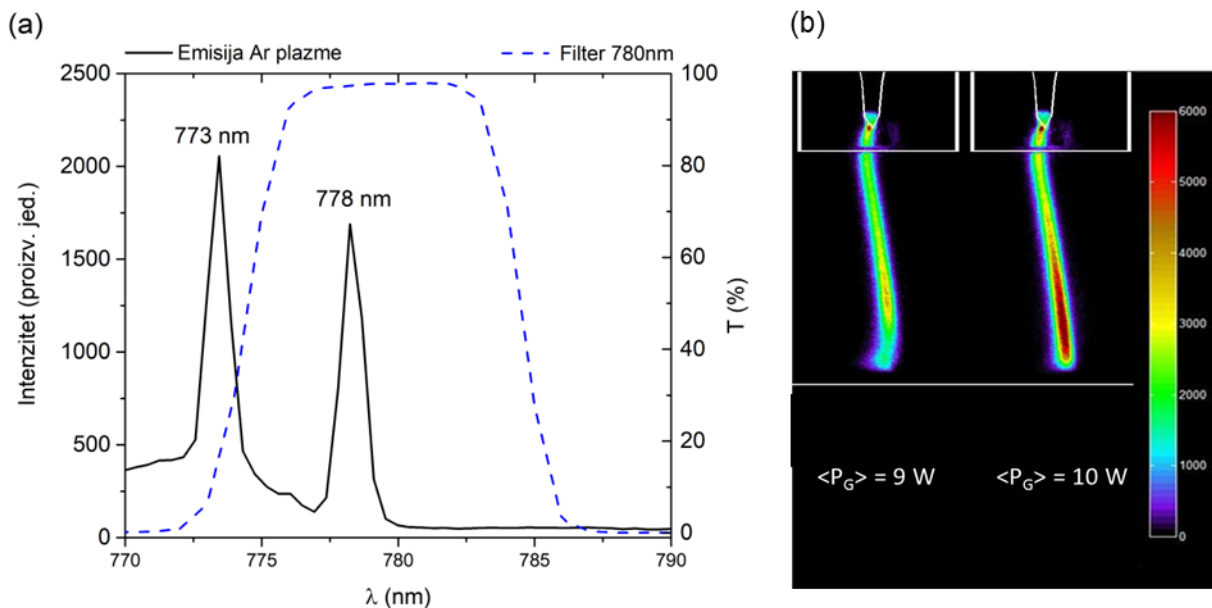 (a)
Emisija Ar plazme
Filter 780nm
2500
2000
1500
1000
500
0
Intenzitet (proizv. jed.)
773 nm
778 nm
100
80
60
40
20
0
T (%)
770
775
780
785
790
λ (nm)
(b)
<P_G> = 9 W
<P_G> = 10 W
6000
5000
4000
3000
2000
1000
0